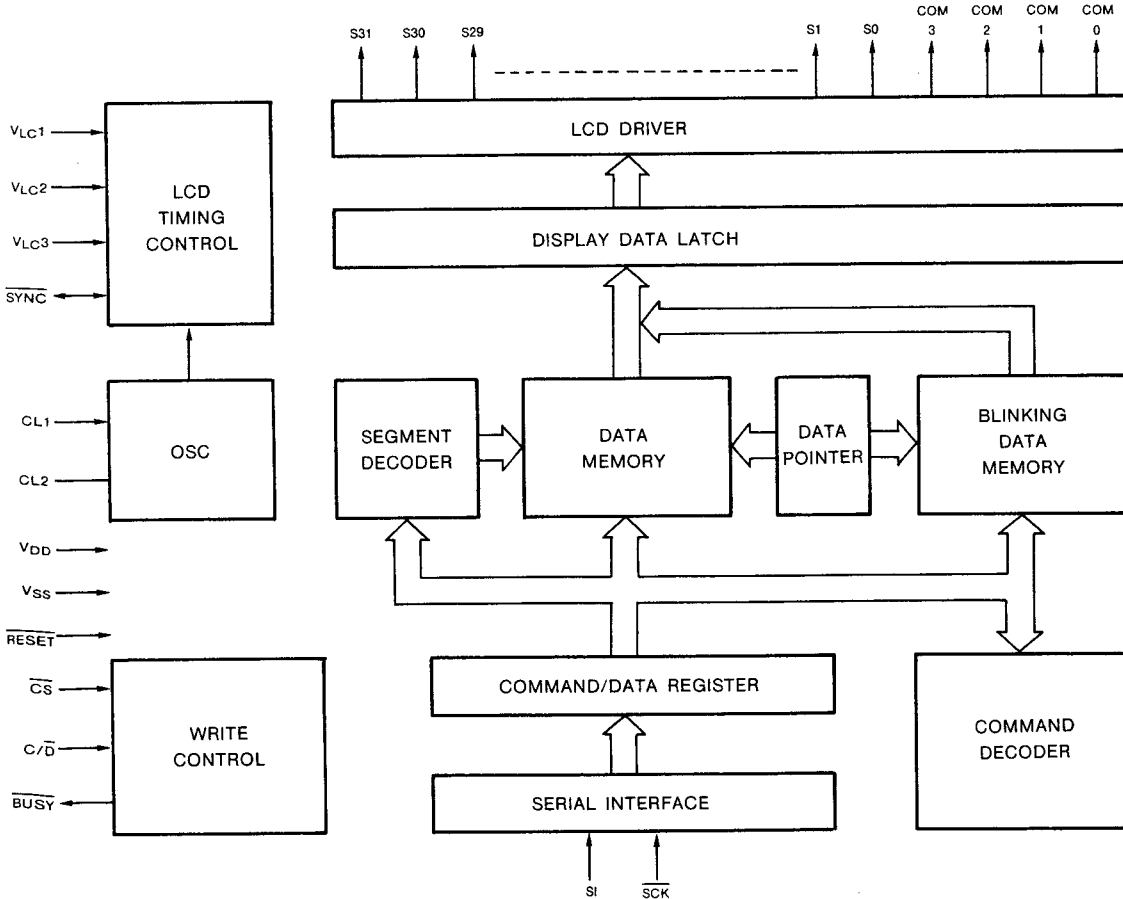 S31 S30 S29 S1 S0 COM 3 COM 2 COM 1 COM 0
LCD DRIVER
DISPLAY DATA LATCH
VLC1
VLC2
VLC3
SYNC
LCD
TIMING
CONTROL
CL1
CL2
OSC
SEGMENT
DECODER
DATA
MEMORY
DATA
POINTER
BLINKING
DATA
MEMORY
VDD
VSS
RESET
CS
C/D
BUSY
WRITE
CONTROL
COMMAND/DATA REGISTER
SERIAL INTERFACE
COMMAND
DECODER
SI SCK